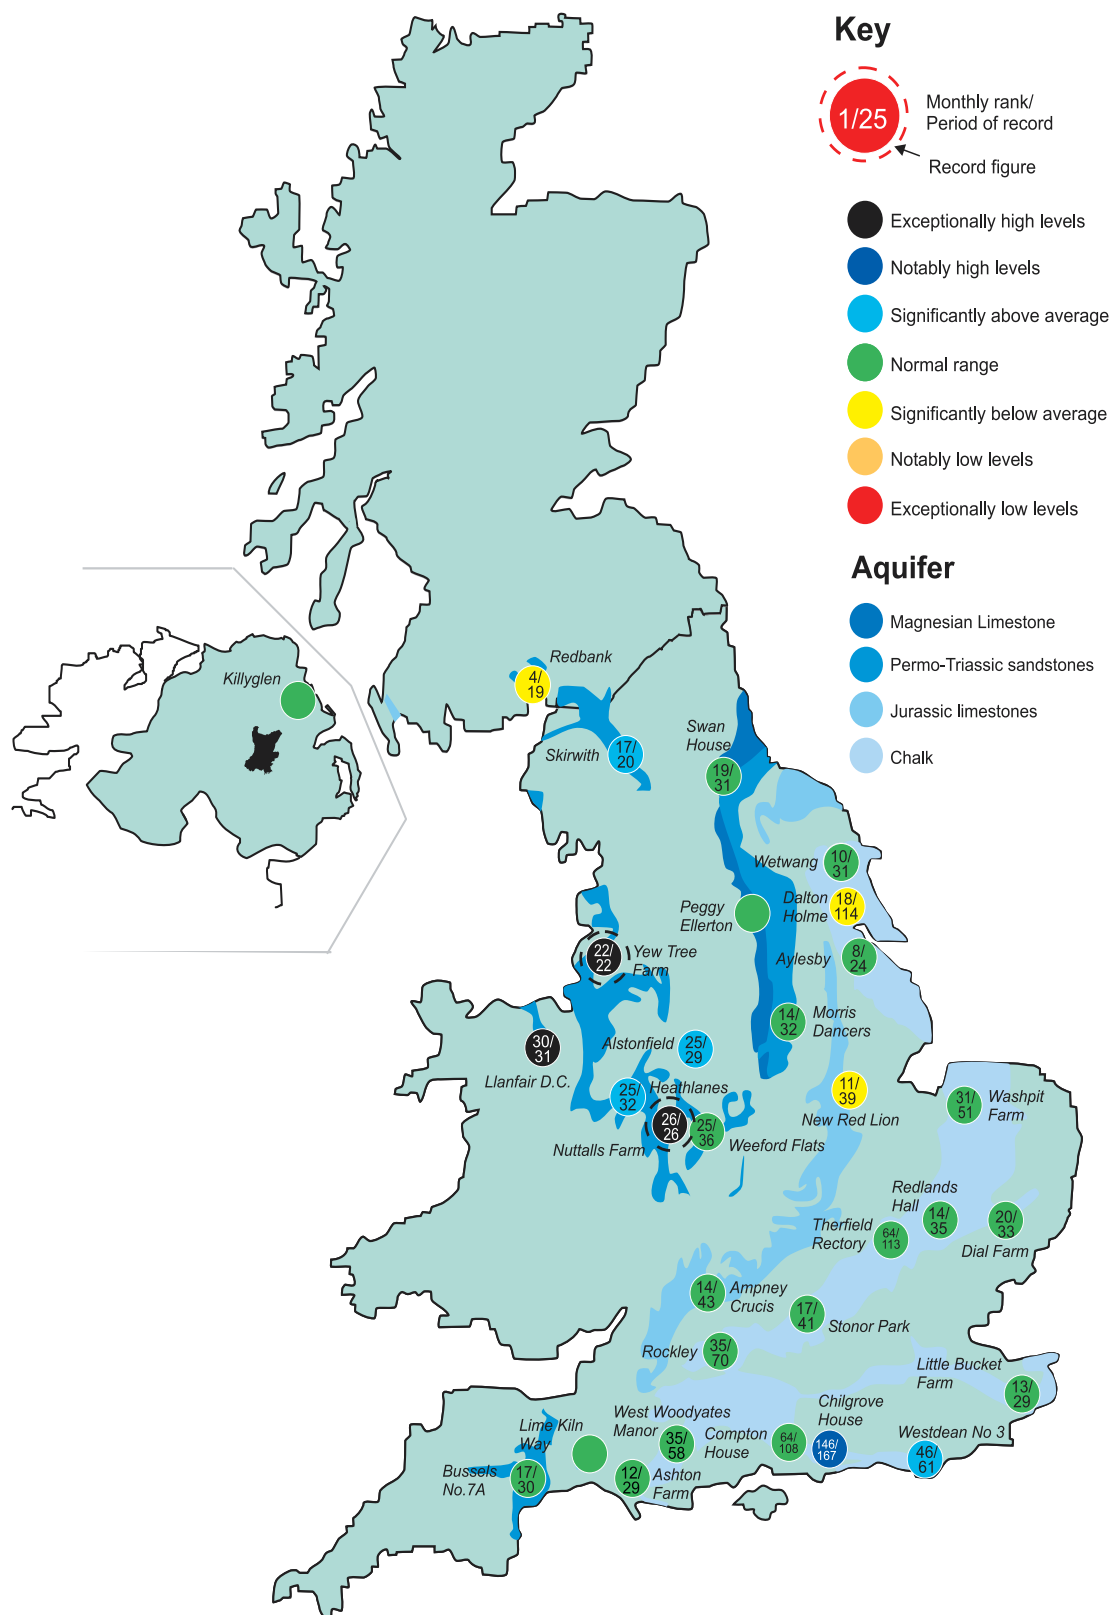 Key
1/25
Monthly rank/
Period of record
Record figure
Exceptionally high levels
Notably high levels
Significantly above average
Normal range
Significantly below average
Notably low levels
Exceptionally low levels
Aquifer
Magnesian Limestone
Permo-Triassic sandstones
Jurassic limestones
Chalk
Killyglen
Redbank
4/
19
Skirwith
17/
20
Swan
House
19/
31
Wetwang
10/
31
Dalton
Holme
18/
114
Peggy
Ellerton
Aylesby
8/
24
22/
22
Yew Tree
Farm
14/
32
Morris
Dancers
30/
31
Llanfair D.C.
Alstonfield
25/
29
25/
32
Heathlanes
11/
39
New Red Lion
31/
51
Washpit
Farm
26/
26
Nuttalls Farm
25/
36
Weeford Flats
Redlands
Hall
14/
35
20/
33
Dial Farm
Therfield
Rectory
64/
113
14/
43
Ampney
Crucis
17/
41
Stonor Park
Rockley
35/
70
Little Bucket
Farm
13/
29
Chilgrove
House
146/
167
West Woodyates
Manor
35/
58
Compton
House
64/
108
Westdean No 3
46/
61
Lime Kiln
Way
Bussels
No.7A
17/
30
12/
29
Ashton
Farm